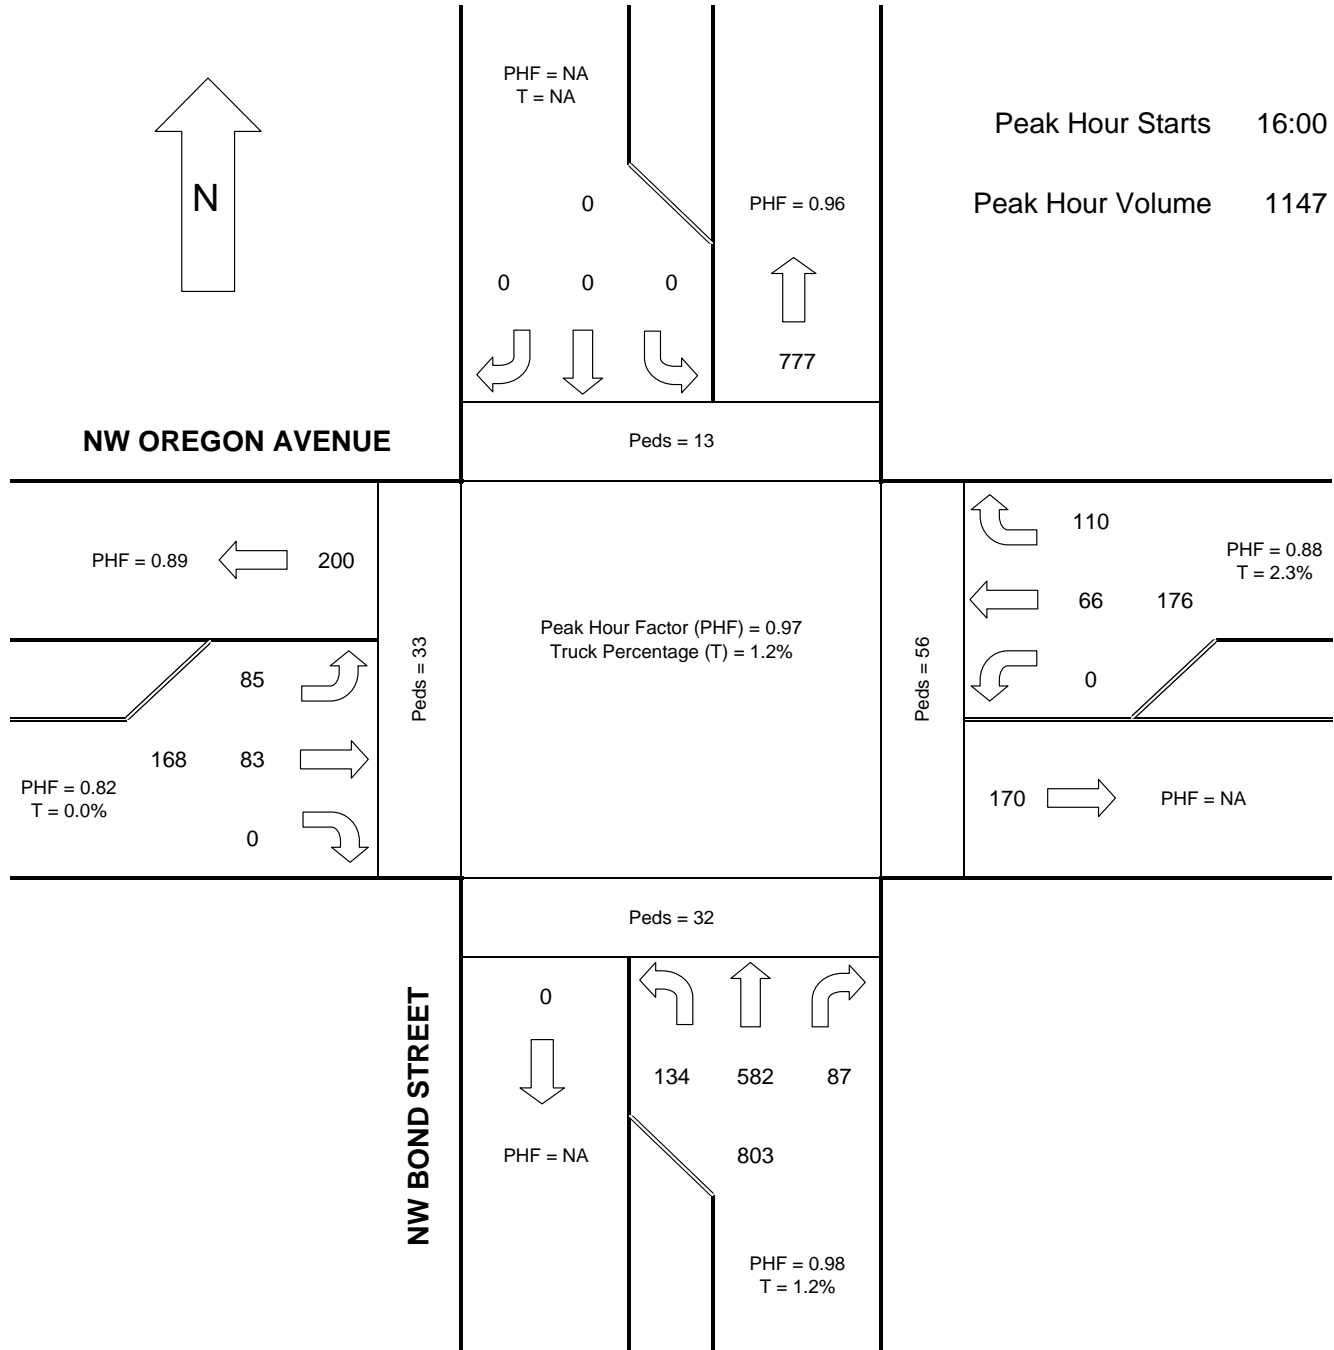 PHF = NA
T = NA
Peak Hour Starts 16:00
N
0
PHF = 0.96
Peak Hour Volume 1147
0 0 0
777
NW OREGON AVENUE
Peds = 13
PHF = 0.89 200
110
PHF = 0.88
T = 2.3%
66 176
Peak Hour Factor (PHF) = 0.97
Truck Percentage (T) = 1.2%
Peds = 33
Peds = 56
85
0
168 83
PHF = 0.82
T = 0.0%
0
170 PHF = NA
Peds = 32
NW BOND STREET
0
134 582 87
PHF = NA
803
PHF = 0.98
T = 1.2%